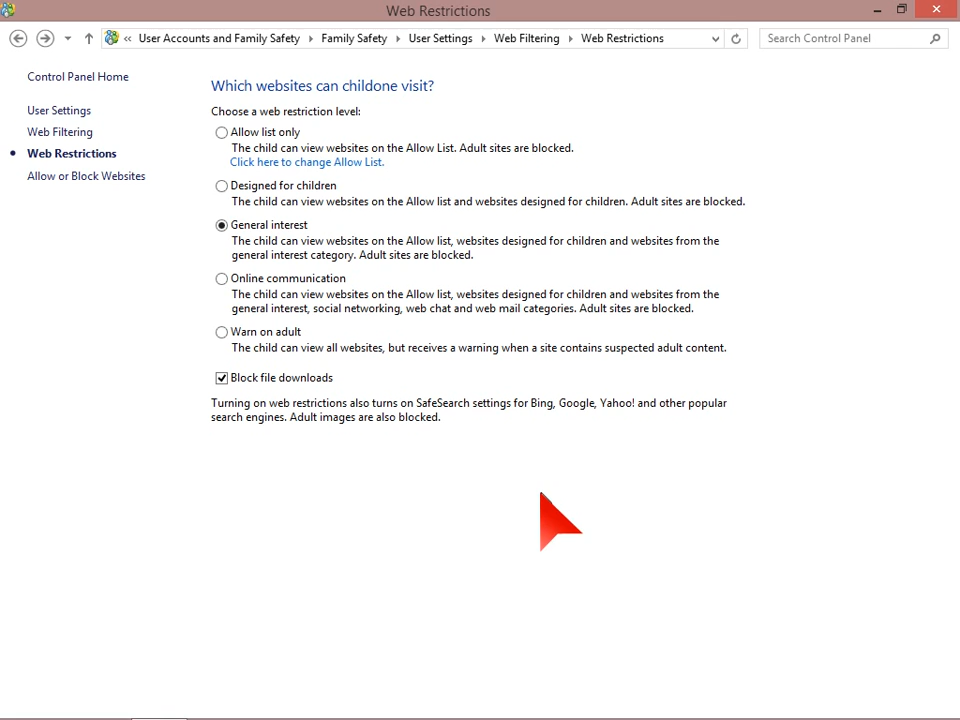 Web Restrictions
« User Accounts and Family Safety Family Safety User Settings Web Filtering Web Restrictions
Search Control Panel
Control Panel Home
User Settings
Web Filtering
Web Restrictions
Allow or Block Websites
Which websites can childone visit?
Choose a web restriction level:
Allow list only
The child can view websites on the Allow List. Adult sites are blocked.
Click here to change Allow List.
Designed for children
The child can view websites on the Allow list and websites designed for children. Adult sites are blocked.
General interest
The child can view websites on the Allow list, websites designed for children and websites from the
general interest category. Adult sites are blocked.
Online communication
The child can view websites on the Allow list, websites designed for children and websites from the
general interest, social networking, web chat and web mail categories. Adult sites are blocked.
Warn on adult
The child can view all websites, but receives a warning when a site contains suspected adult content.
Block file downloads
Turning on web restrictions also turns on SafeSearch settings for Bing, Google, Yahoo! and other popular
search engines. Adult images are also blocked.